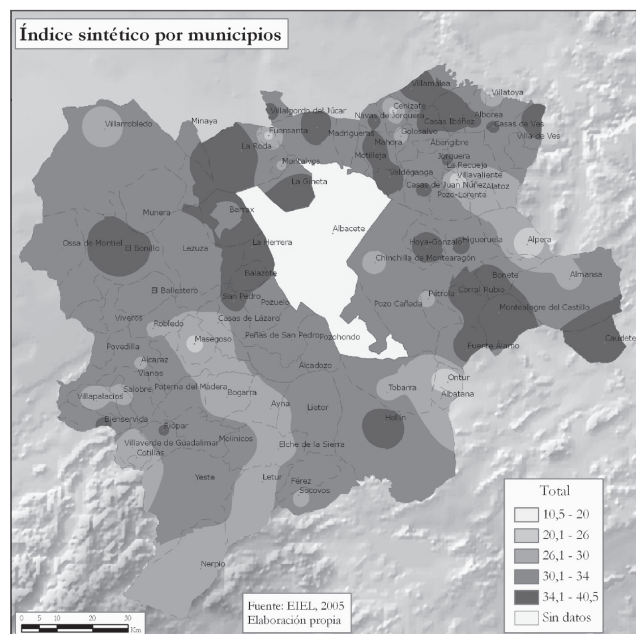 Índice sintético por municipios
Villamalea
Villatoya
Villalgordo del Júcar
Cenizate
Villarrobledo
Minaya
Navas de Jorquera
Casas Ibáñez
Alborea
Casas de Ves
Fuensanta
Madrigueras
Golosalvo
Villa de Ves
La Roda
Mahora
Abengibre
Motilleja
Jorquera
Montalvos
La Recueja
Valdeganga
Villavaliente
La Gineta
Casas de Juan Núñez
Alatoz
Pozo-Lorente
Munera
Barrax
Albacete
Ossa de Montiel
El Bonillo
Lezuza
La Herrera
Hoya-Gonzalo
Higueruela
Alpera
Chinchilla de Montearagón
Balazote
Bonete
Almansa
El Ballestero
San Pedro
Pozuelo
Pozo Cañada
Pétrola
Corral Rubio
Montealegre del Castillo
Viveros
Robledo
Casas de Lázaro
Peñas de San Pedro
Pozohondo
Povedilla
Masegoso
Fuente Álamo
Caudete
Alcaraz
Vianos
Alcadozo
Ontur
Salobre
Paterna del Madera
Tobarra
Albatana
Villapalacios
Bogarra
Ayna
Liétor
Bienservida
Riópar
Hellín
Villaverde de Guadalimar
Molinicos
Elche de la Sierra
Cotillas
Yeste
Letur
Férez
Socovos
Nerpio
Total
10,5 - 20
20,1 - 26
26,1 - 30
30,1 - 34
34,1 - 40,5
Sin datos
Fuente: EIEL, 2005
Elaboración propia
0 5 10 20 30
Km.